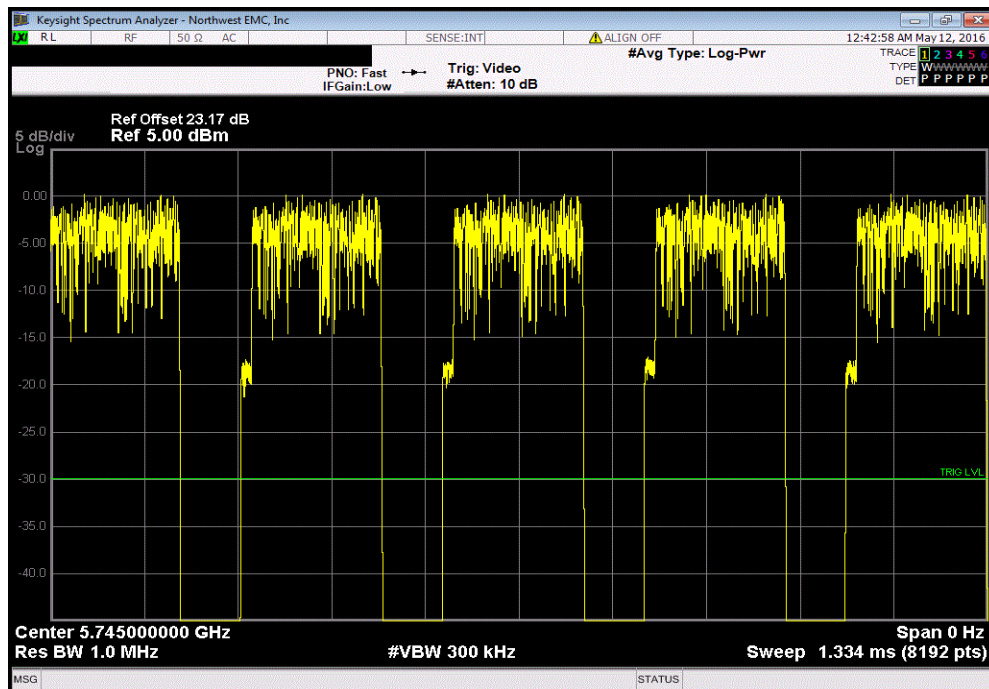 Keysight Spectrum Analyzer - Northwest EMC, Inc
LXI RL RF 50 Ω AC SENSE:INT ALIGN OFF 12:42:58 AM May 12, 2016
#Avg Type: Log-Pwr TRACE 1 2 3 4 5 6
PNO: Fast Trig: Video TYPE WWWWWW
IFGain:Low #Atten: 10 dB DET P P P P P P
Ref Offset 23.17 dB
5 dB/div Ref 5.00 dBm
Log
0.00
-5.00
-10.0
-15.0
-20.0
-25.0
-30.0 TRIG LVL
-35.0
-40.0
Center 5.745000000 GHz Span 0 Hz
Res BW 1.0 MHz #VBW 300 kHz Sweep 1.334 ms (8192 pts)
MSG STATUS